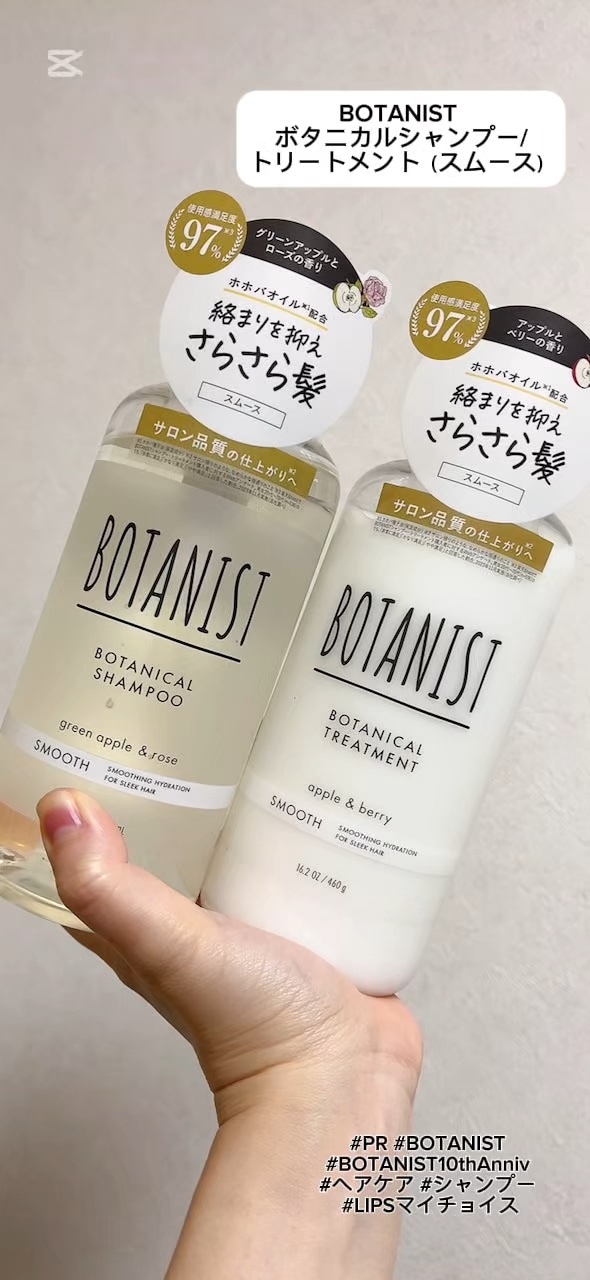 BOTANIST
ボタニカルシャンプー/
トリートメント (スムース)
使用感満足度
97%※3
グリーンアップルと
ローズの香り
ホホバオイル※1配合
絡まりを抑え
さらさら髪
スムース
サロン品質の仕上がりへ※2
BOTANIST
BOTANICAL
SHAMPOO
green apple & rose
SMOOTH
SMOOTHING HYDRATION
FOR SLEEK HAIR
使用感満足度
97%※3
アップルと
ベリーの香り
ホホバオイル※1配合
絡まりを抑え
さらさら髪
スムース
サロン品質の仕上がりへ※2
BOTANIST
BOTANICAL
TREATMENT
apple & berry
SMOOTH
SMOOTHING HYDRATION
FOR SLEEK HAIR
16.2 OZ / 460g
#PR #BOTANIST
#BOTANIST10thAnniv
#ヘアケア #シャンプー
#LIPSマイチョイス